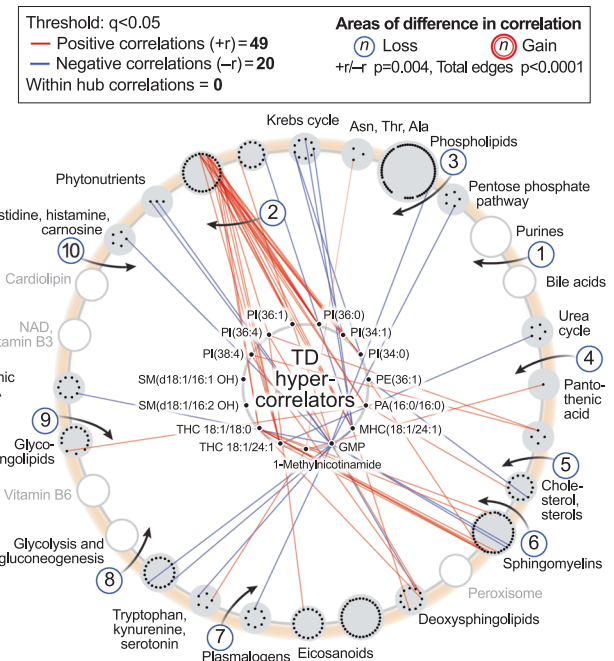 Threshold: q<0.05
Positive correlations (+r) = 49
Negative correlations (–r) = 20
Within hub correlations = 0
Areas of difference in correlation
n Loss
n Gain
+r/–r p=0.004, Total edges p<0.0001
Krebs cycle
Asn, Thr, Ala
Phospholipids
3
Phytonutrients
Pentose phosphate
pathway
stidine, histamine,
carnosine
10
2
Purines
1
Cardiolipin
Bile acids
PI(36:1)
PI(36:0)
NAD,
tamin B3
PI(36:4)
PI(34:1)
Urea
cycle
PI(38:4)
TD
hyper-
correlators
PI(34:0)
4
SM(d18:1/16:1 OH)
PE(36:1)
nic
Panto-
thenic
acid
SM(d18:1/16:2 OH)
PA(16:0/16:0)
9
THC 18:1/18:0
MHC(18:1/24:1)
Glyco-
ngolipids
THC 18:1/24:1
GMP
1-Methylnicotinamide
5
Vitamin B6
Chole-
sterol,
sterols
6
Glycolysis and
gluconeogenesis
Sphingomyelins
8
Peroxisome
Tryptophan,
kynurenine,
serotonin
7
Deoxysphingolipids
Plasmalogens
Eicosanoids